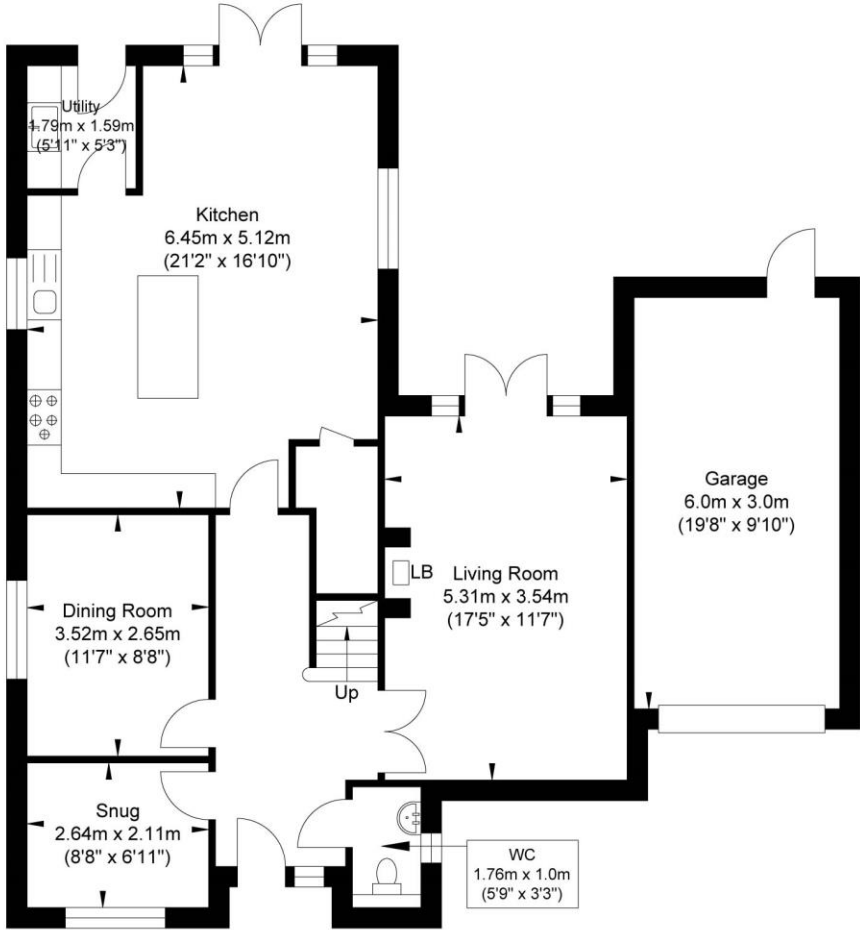 Utility
1.79m x 1.59m
(5'11" x 5'3")
Kitchen
6.45m x 5.12m
(21'2" x 16'10")
Garage
6.0m x 3.0m
(19'8" x 9'10")
LB
Living Room
5.31m x 3.54m
(17'5" x 11'7")
Dining Room
3.52m x 2.65m
(11'7" x 8'8")
Up
Snug
2.64m x 2.11m
(8'8" x 6'11")
WC
1.76m x 1.0m
(5'9" x 3'3")